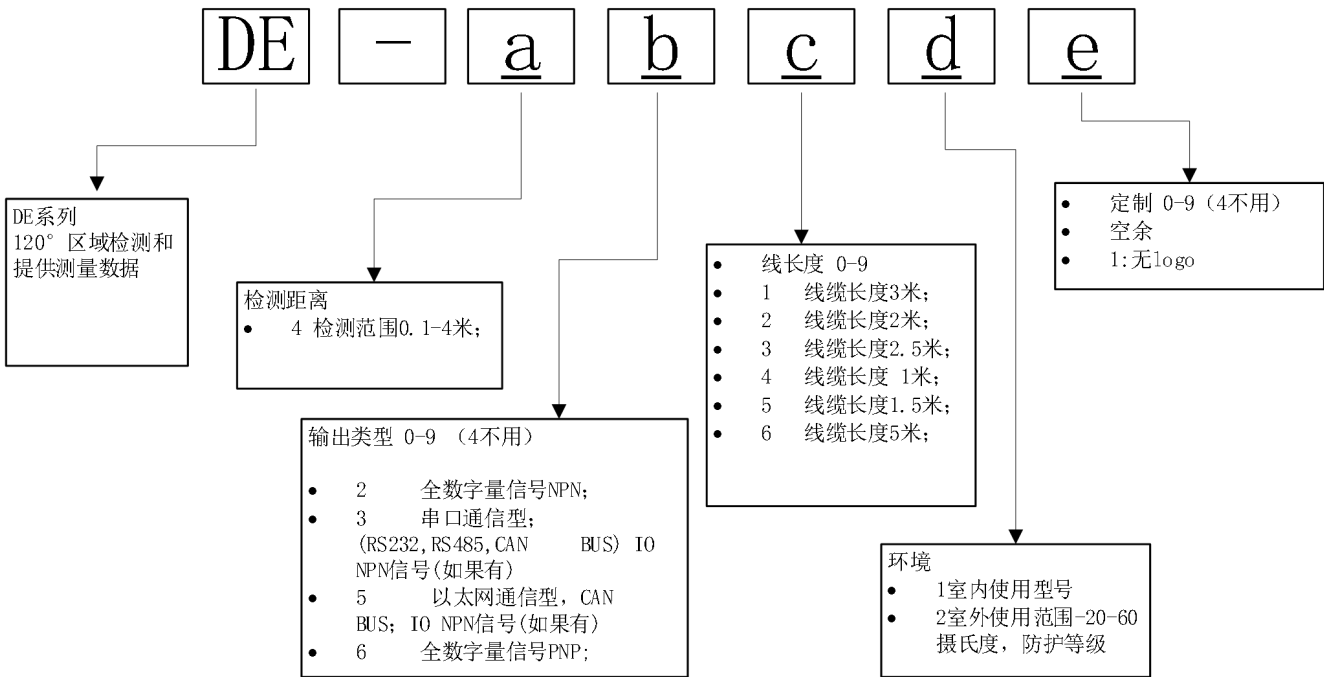 DE - a b c d e
DE系列
120° 区域检测和
提供测量数据
检测距离
• 4 检测范围0.1-4米;
输出类型 0-9 (4不用)
• 2 全数字量信号NPN;
• 3 串口通信型;
(RS232,RS485,CAN BUS) IO
NPN信号(如果有)
• 5 以太网通信型, CAN
BUS; IO NPN信号(如果有)
• 6 全数字量信号PNP;
• 线长度 0-9
• 1 线缆长度3米;
• 2 线缆长度2米;
• 3 线缆长度2.5米;
• 4 线缆长度 1米;
• 5 线缆长度1.5米;
• 6 线缆长度5米;
环境
• 1室内使用型号
• 2室外使用范围-20-60
摄氏度, 防护等级
• 定制 0-9 (4不用)
• 空余
• 1:无logo